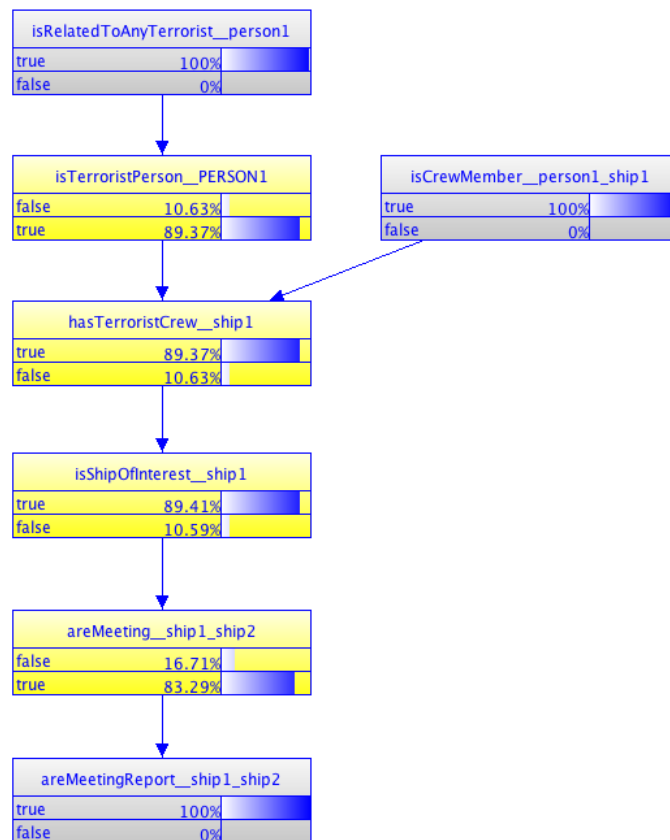 isRelatedToAnyTerrorist__person1
true 100%
false 0%
isTerroristPerson__PERSON1
false 10.63%
true 89.37%
isCrewMember__person1_ship1
true 100%
false 0%
hasTerroristCrew__ship1
true 89.37%
false 10.63%
isShipOfInterest__ship1
true 89.41%
false 10.59%
areMeeting__ship1_ship2
false 16.71%
true 83.29%
areMeetingReport__ship1_ship2
true 100%
false 0%